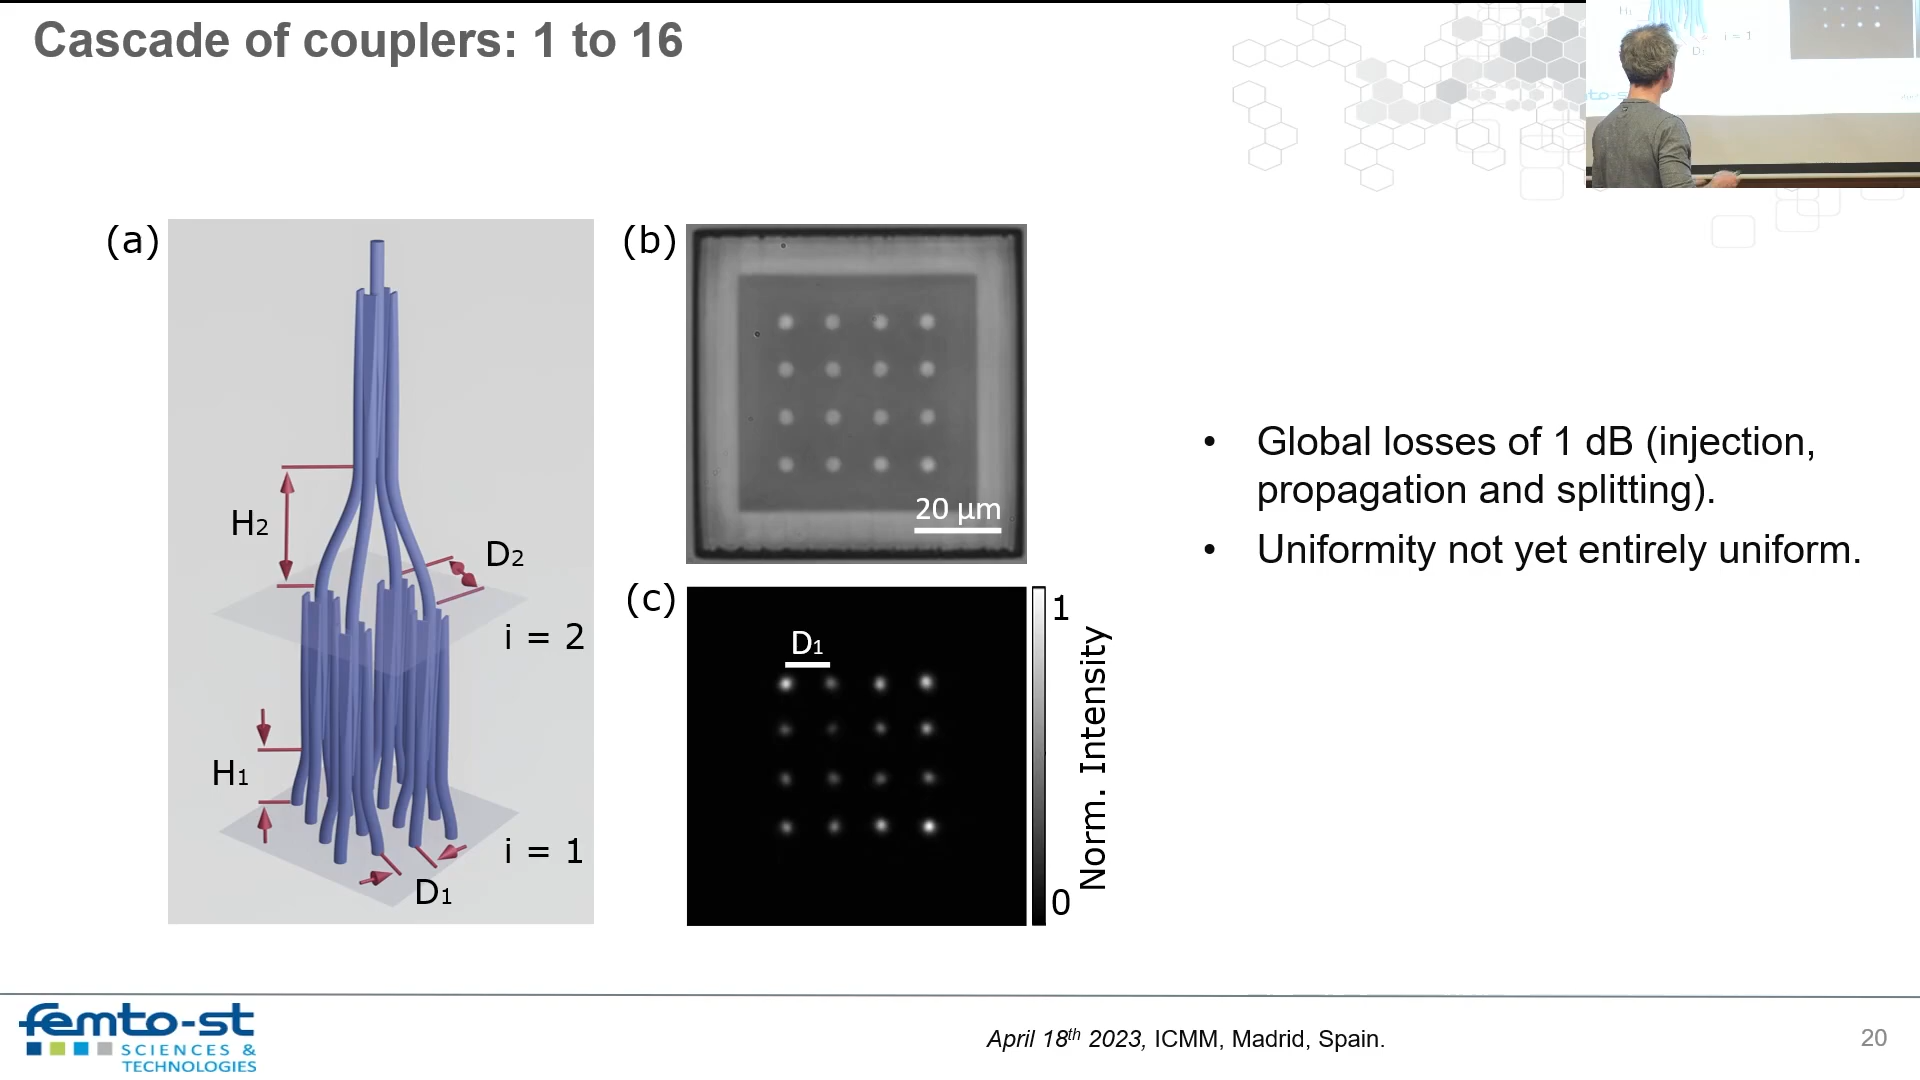 Cascade of couplers: 1 to 16
(a)
H2
D2
i = 2
H1
i = 1
D1
(b)
20 µm
(c)
D1
1
0
Norm. Intensity
• Global losses of 1 dB (injection,
propagation and splitting).
• Uniformity not yet entirely uniform.
H1
D
i = 1
femto-st
SCIENCES &
TECHNOLOGIES
April 18th 2023, ICMM, Madrid, Spain.
20